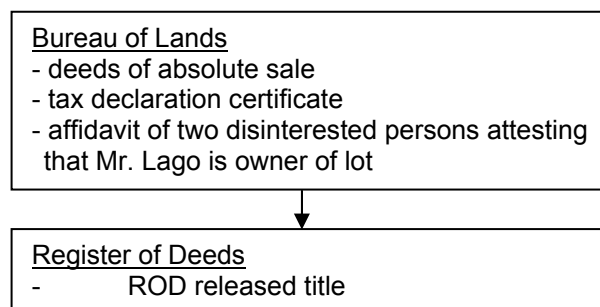 Bureau of Lands
- deeds of absolute sale
- tax declaration certificate
- affidavit of two disinterested persons attesting
that Mr. Lago is owner of lot
Register of Deeds
- ROD released title